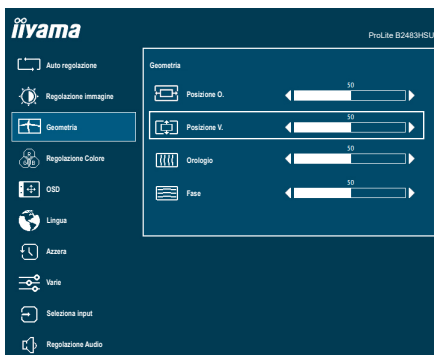 iiyama
ProLite B2483HSU
Auto regolazione
Regolazione immagine
Geometria
Regolazione Colore
OSD
Lingua
Azzera
Varie
Seleziona input
Regolazione Audio
Geometria
Posizione O.
50
Posizione V.
50
Orologio
50
Fase
50